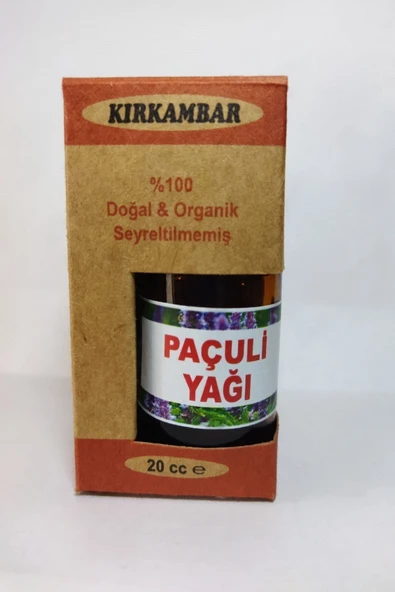 KIRKAMBAR
%100
Doğal & Organik
Seyreltilmemiş
PAÇULİ
YAĞI
20 cc ℮